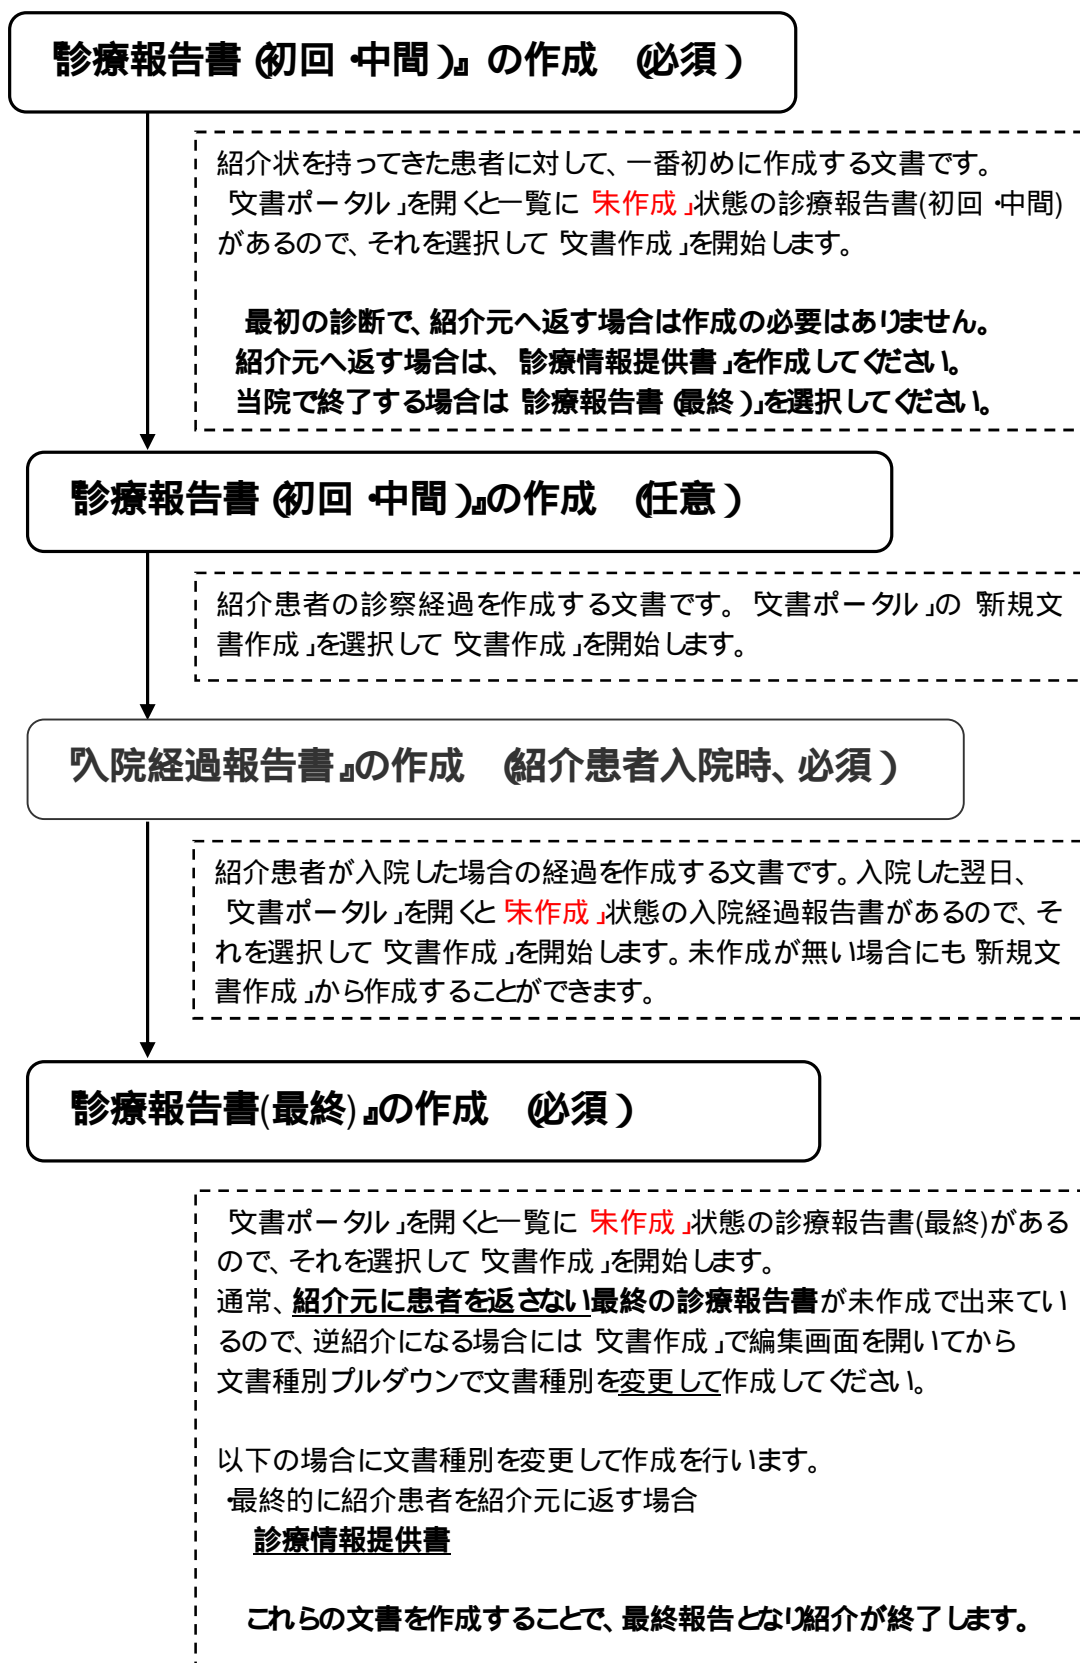 『診療報告書（初回・中間）』の作成　（必須）
紹介状を持ってきた患者に対して、一番初めに作成する文書です。
「文書ポータル」を開くと一覧に「未作成」状態の診療報告書(初回・中間)
があるので、それを選択して「文書作成」を開始します。
最初の診断で、紹介元へ返す場合は作成の必要はありません。
紹介元へ返す場合は、「診療情報提供書」を作成してください。
当院で終了する場合は「診療報告書（最終）」を選択してください。
『診療報告書（初回・中間）』の作成　（任意）
紹介患者の診察経過を作成する文書です。「文書ポータル」の「新規文
書作成」を選択して「文書作成」を開始します。
『入院経過報告書』の作成　（紹介患者入院時、必須）
紹介患者が入院した場合の経過を作成する文書です。入院した翌日、
「文書ポータル」を開くと「未作成」状態の入院経過報告書があるので、そ
れを選択して「文書作成」を開始します。未作成が無い場合にも「新規文
書作成」から作成することができます。
『診療報告書(最終)』の作成　（必須）
「文書ポータル」を開くと一覧に「未作成」状態の診療報告書(最終)がある
ので、それを選択して「文書作成」を開始します。
通常、紹介元に患者を返さない最終の診療報告書が未作成で出来てい
るので、逆紹介になる場合には「文書作成」で編集画面を開いてから
文書種別プルダウンで文書種別を変更して作成してください。
以下の場合に文書種別を変更して作成を行います。
・最終的に紹介患者を紹介元に返す場合
診療情報提供書
これらの文書を作成することで、最終報告となり紹介が終了します。